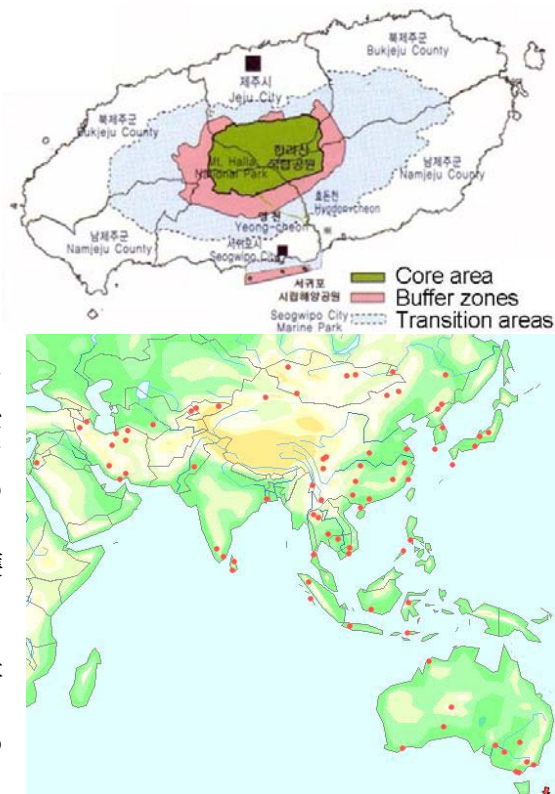 북제주군
Bukjeju County
제주시
Jeju City
북제주군
Bukjeju County
한라산
국립공원
Mt. Halla
National Park
남제주군
Namjeju County
효돈천
Hyodon-cheon
영천
Yeong-cheon
남제주군
Namjeju County
서귀포시
Seogwipo City
서귀포
시립해양공원
Seogwipo City
Marine Park
Core area
Buffer zones
Transition areas